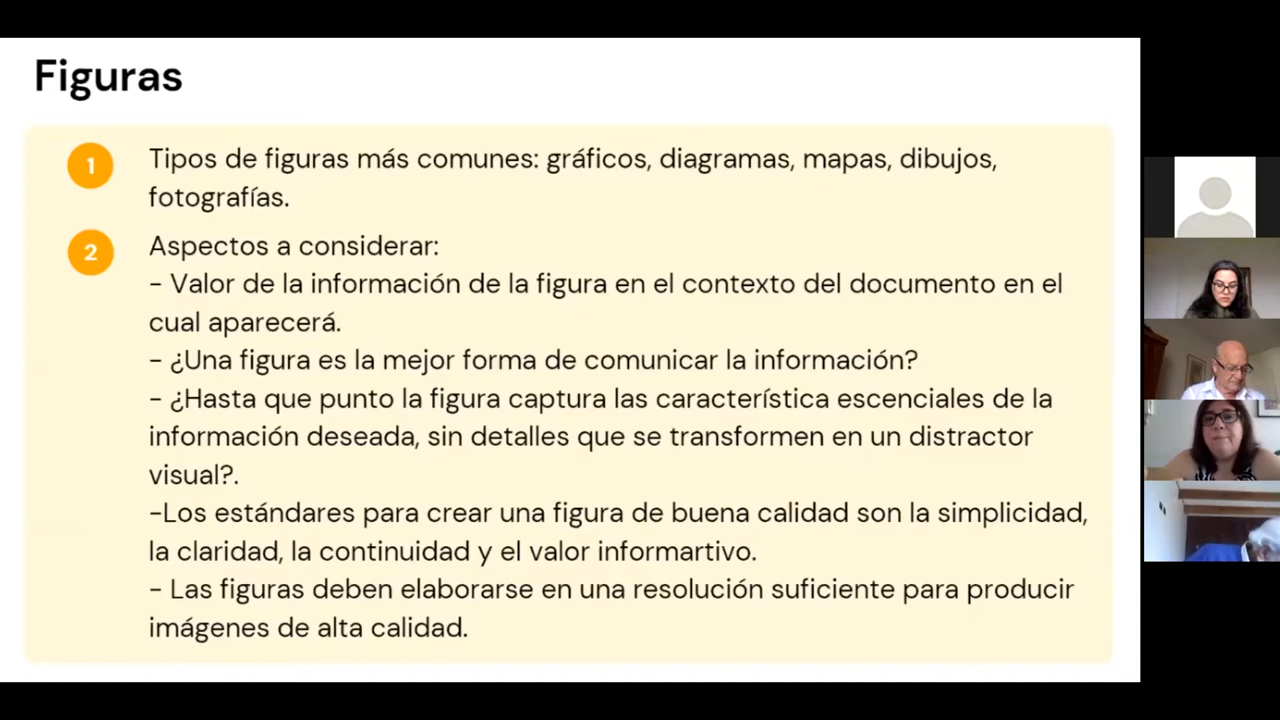 Figuras
1 Tipos de figuras más comunes: gráficos, diagramas, mapas, dibujos,
fotografías.
2 Aspectos a considerar:
- Valor de la información de la figura en el contexto del documento en el
cual aparecerá.
- ¿Una figura es la mejor forma de comunicar la información?
- ¿Hasta que punto la figura captura las característica escenciales de la
información deseada, sin detalles que se transformen en un distractor
visual?.
-Los estándares para crear una figura de buena calidad son la simplicidad,
la claridad, la continuidad y el valor informartivo.
- Las figuras deben elaborarse en una resolución suficiente para producir
imágenes de alta calidad.